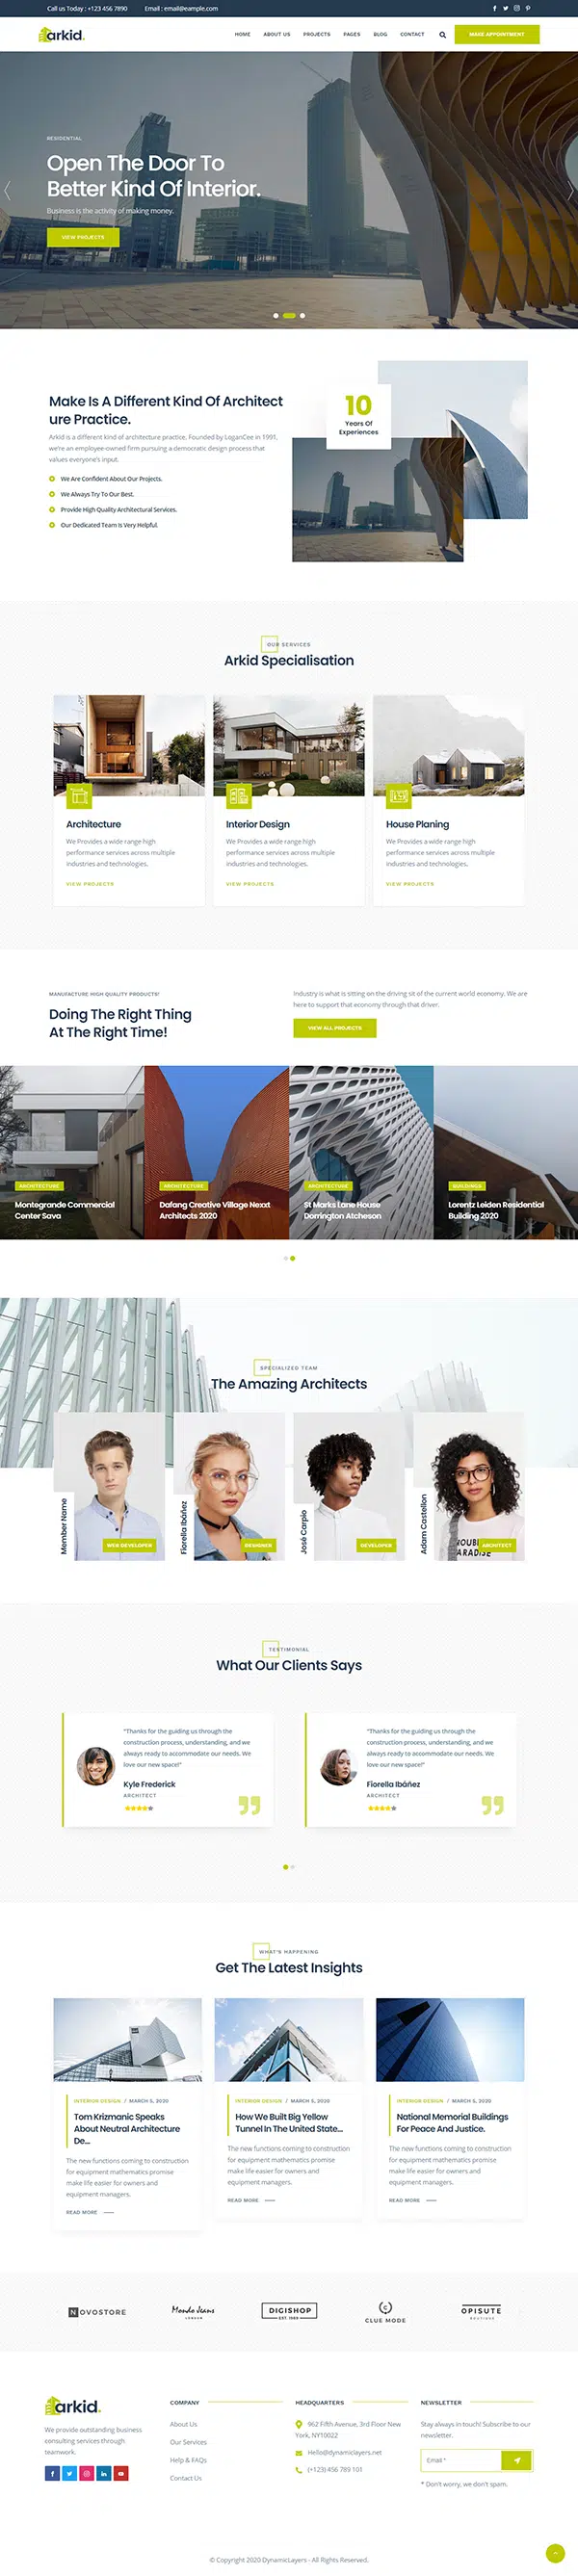 Call us Today : +123 456 7890 Email : email@eample.com
arkid.
HOME ABOUT US PROJECTS PAGES BLOG CONTACT MAKE APPOINTMENT
RESIDENTIAL
Open The Door To
Better Kind Of Interior.
Business is the activity of making money.
VIEW PROJECTS
Make Is A Different Kind Of Architect
ure Practice.
Arkid is a different kind of architecture practice. Founded by LoganCee in 1991,
we're an employee-owned firm pursuing a democratic design process that
values everyone's input.
We Are Confident About Our Projects.
We Always Try To Our Best.
Provide High Quality Architectural Services.
Our Dedicated Team Is Very Helpful.
10
Years Of
Experiences
OUR SERVICES
Arkid Specialisation
Architecture
We Provides a wide range high
performance services across multiple
industries and technologies.
VIEW PROJECTS
Interior Design
We Provides a wide range high
performance services across multiple
industries and technologies.
VIEW PROJECTS
House Planing
We Provides a wide range high
performance services across multiple
industries and technologies.
VIEW PROJECTS
MANUFACTURE HIGH QUALITY PRODUCTS!
Doing The Right Thing
At The Right Time!
Industry is what is sitting on the driving sit of the current world economy. We are
here to support that economy through that driver.
VIEW ALL PROJECTS
ARCHITECTURE
Montegrande Commercial
Center Sava
ARCHITECTURE
Dafang Creative Village Nexxt
Architects 2020
ARCHITECTURE
St Marks Lane House
Dorrington Atcheson
BUILDINGS
Lorentz Leiden Residential
Building 2020
SPECIALIZED TEAM
The Amazing Architects
Member Name
WEB DEVELOPER
Fiorella Ibáñez
DESIGNER
José Carpio
DEVELOPER
Adam Castellon
ARCHITECT
TESTIMONIAL
What Our Clients Says
"Thanks for the guiding us through the
construction process, understanding, and we
always ready to accommodate our needs. We
love our new space!"
Kyle Frederick
ARCHITECT
"Thanks for the guiding us through the
construction process, understanding, and we
always ready to accommodate our needs. We
love our new space!"
Fiorella Ibáñez
ARCHITECT
WHAT'S HAPPENING
Get The Latest Insights
INTERIOR DESIGN / MARCH 5, 2020
Tom Krizmanic Speaks
About Neutral Architecture
De...
The new functions coming to construction
for equipment mathematics promise
make life easier for owners and
equipment managers.
READ MORE
INTERIOR DESIGN / MARCH 5, 2020
How We Built Big Yellow
Tunnel In The United State...
The new functions coming to construction
for equipment mathematics promise
make life easier for owners and
equipment managers.
READ MORE
INTERIOR DESIGN / MARCH 5, 2020
National Memorial Buildings
For Peace And Justice.
The new functions coming to construction
for equipment mathematics promise
make life easier for owners and
equipment managers.
READ MORE
NOVOSTORE
Mondo Jeans
LONDON
DIGISHOP
EST. 1989
CLUE MODE
OPISUTE
BOUTIQUE
arkid.
We provide outstanding business
consulting services through
teamwork.
COMPANY
About Us
Our Services
Help & FAQs
Contact Us
HEADQUARTERS
962 Fifth Avenue, 3rd Floor New
York, NY10022
Hello@dynamiclayers.net
(+123) 456 789 101
NEWSLETTER
Stay always in touch! Subscribe to our
newsletter.
Email *
* Don't worry, we don't spam.
© Copyright 2020 DynamicLayers - All Rights Reserved.